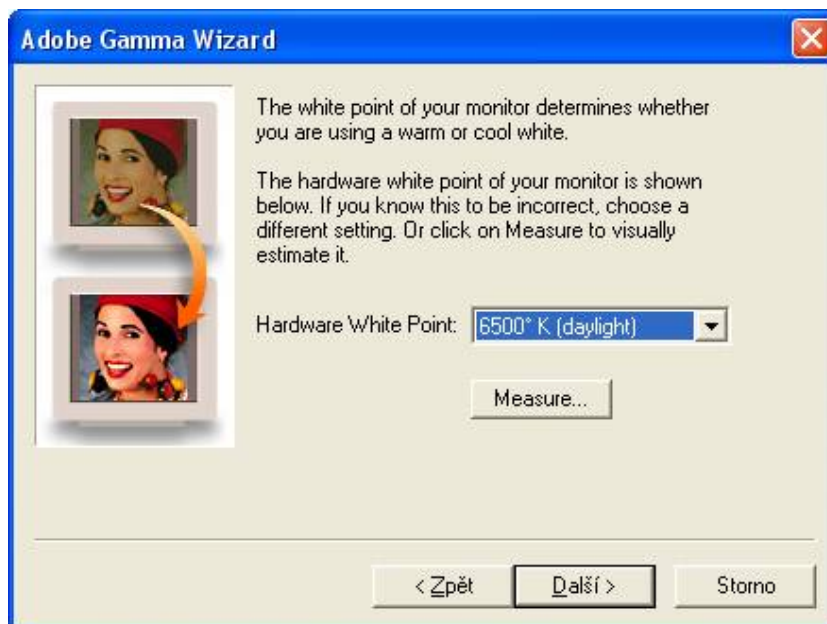 Adobe Gamma Wizard
The white point of your monitor determines whether
you are using a warm or cool white.
The hardware white point of your monitor is shown
below. If you know this to be incorrect, choose a
different setting. Or click on Measure to visually
estimate it.
Hardware White Point: 6500° K (daylight)
Measure...
< Zpět Další > Storno